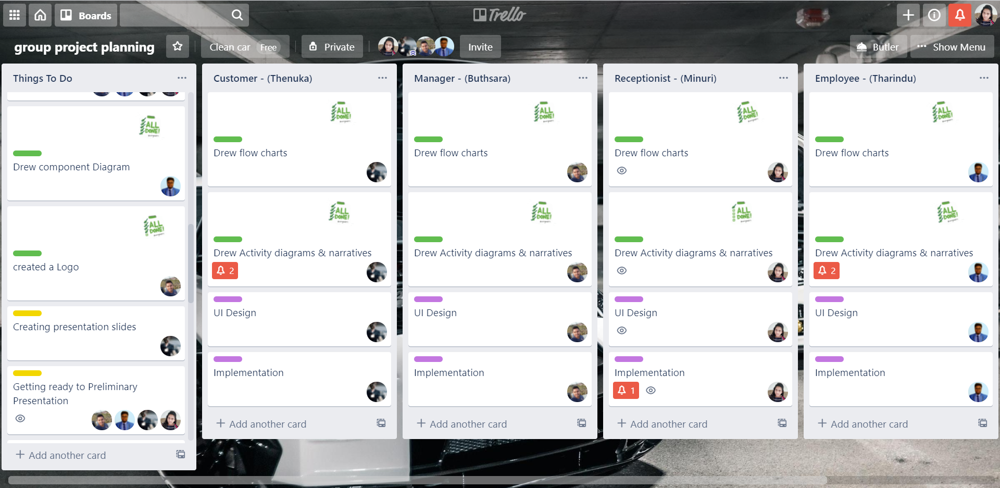 Boards
Trello
group project planning
Clean car Free
Private
Invite
Butler
Show Menu
Things To Do
ALL DONE!
Drew component Diagram
ALL DONE!
created a Logo
Creating presentation slides
Getting ready to Preliminary
Presentation
Add another card
Customer - (Thenuka)
ALL DONE!
Drew flow charts
ALL DONE!
Drew Activity diagrams & narratives
2
UI Design
Implementation
Add another card
Manager - (Buthsara)
ALL DONE!
Drew flow charts
ALL DONE!
Drew Activity diagrams & narratives
UI Design
Implementation
Add another card
Receptionist - (Minuri)
ALL DONE!
Drew flow charts
ALL DONE!
Drew Activity diagrams & narratives
UI Design
Implementation
1
Add another card
Employee - (Tharindu)
ALL DONE!
Drew flow charts
ALL DONE!
Drew Activity diagrams & narratives
2
UI Design
Implementation
Add another card